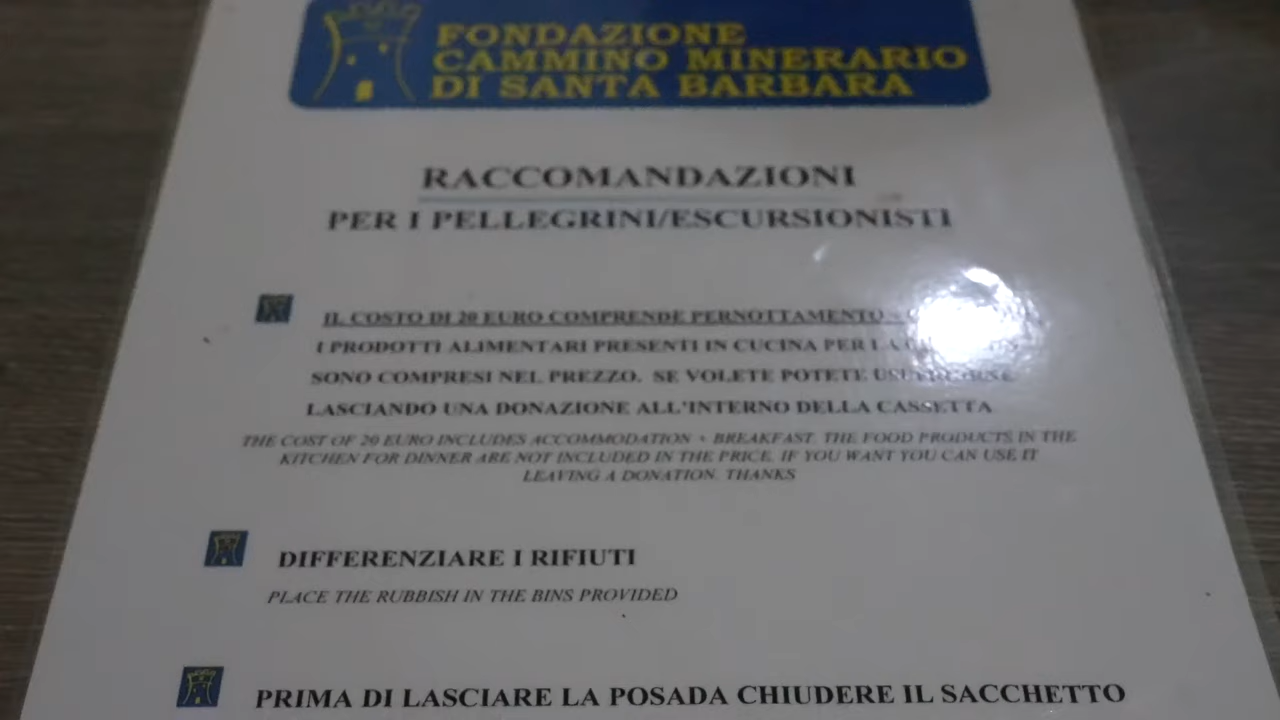 FONDAZIONE
CAMMINO MINERARIO
DI SANTA BARBARA
RACCOMANDAZIONI
PER I PELLEGRINI/ESCURSIONISTI
IL COSTO DI 20 EURO COMPRENDE PERNOTTAMENTO
I PRODOTTI ALIMENTARI PRESENTI IN CUCINA PER LA
SONO COMPRESI NEL PREZZO. SE VOLETE POTETE
LASCIANDO UNA DONAZIONE ALL'INTERNO DELLA CASSETTA
THE COST OF 20 EURO INCLUDES ACCOMMODATION + BREAKFAST. THE FOOD PRODUCTS IN THE
KITCHEN FOR DINNER ARE NOT INCLUDED IN THE PRICE. IF YOU WANT YOU CAN USE IT
LEAVING A DONATION. THANKS
DIFFERENZIARE I RIFIUTI
PLACE THE RUBBISH IN THE BINS PROVIDED
PRIMA DI LASCIARE LA POSADA CHIUDERE IL SACCHETTO